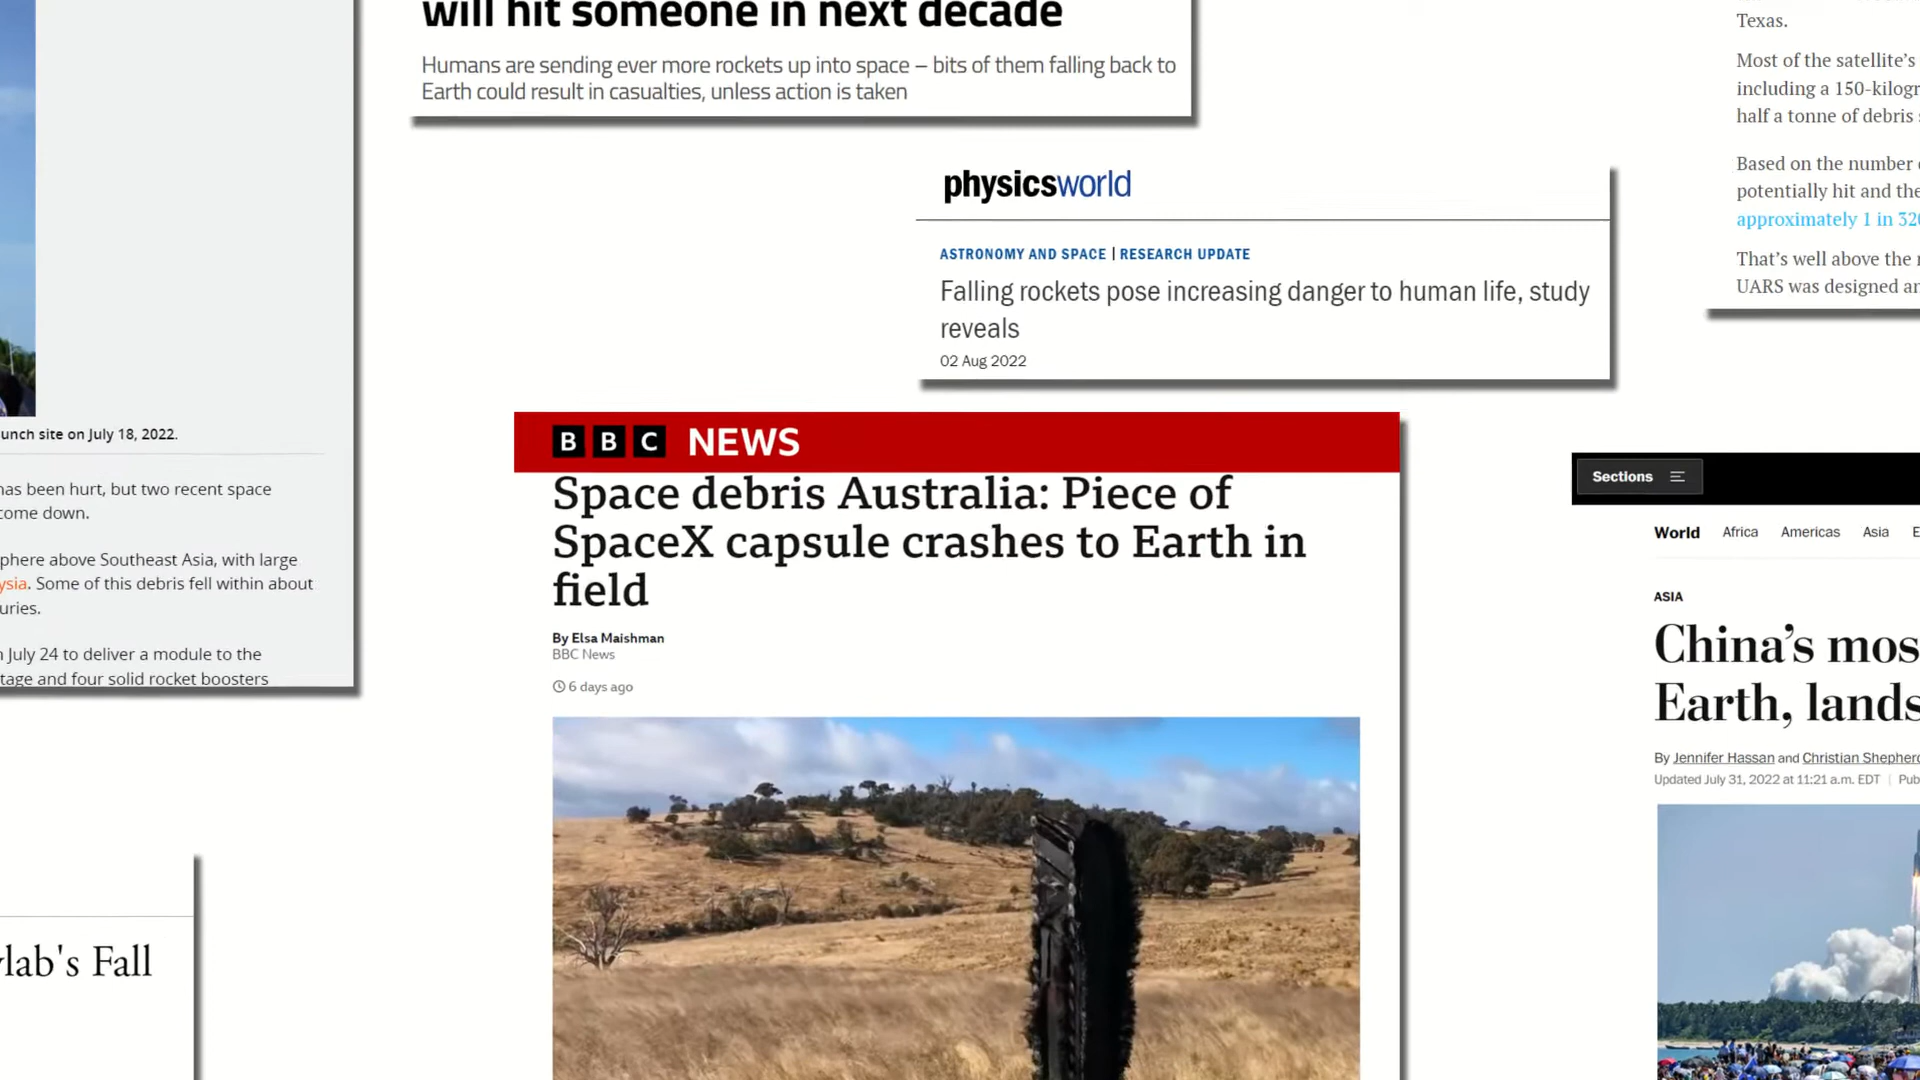 will hit someone in next decade
Humans are sending ever more rockets up into space – bits of them falling back to
Earth could result in casualties, unless action is taken
Texas.
Most of the satellite's
including a 150-kilogr
half a tonne of debris
Based on the number
potentially hit and the
approximately 1 in 320
That's well above the
UARS was designed an
physicsworld
ASTRONOMY AND SPACE | RESEARCH UPDATE
Falling rockets pose increasing danger to human life, study
reveals
02 Aug 2022
unch site on July 18, 2022.
has been hurt, but two recent space
come down.
phere above Southeast Asia, with large
ysia. Some of this debris fell within about
uries.
July 24 to deliver a module to the
tage and four solid rocket boosters
BBC NEWS
Space debris Australia: Piece of
SpaceX capsule crashes to Earth in
field
By Elsa Maishman
BBC News
6 days ago
Sections
World Africa Americas Asia E
ASIA
China's mos
Earth, lands
By Jennifer Hassan and Christian Shepherd
Updated July 31, 2022 at 11:21 a.m. EDT | Pub
ylab's Fall